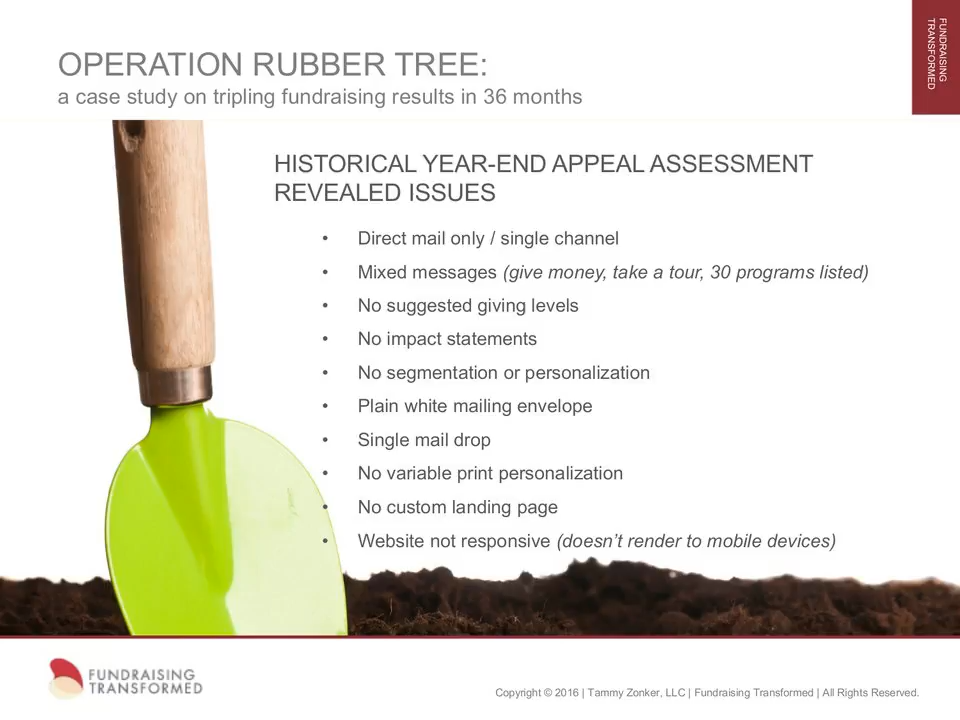 OPERATION RUBBER TREE:
a case study on tripling fundraising results in 36 months
FUNDRAISING
TRANSFORMED
HISTORICAL YEAR-END APPEAL ASSESSMENT
REVEALED ISSUES
• Direct mail only / single channel
• Mixed messages (give money, take a tour, 30 programs listed)
• No suggested giving levels
• No impact statements
• No segmentation or personalization
• Plain white mailing envelope
• Single mail drop
• No variable print personalization
• No custom landing page
• Website not responsive (doesn’t render to mobile devices)
FUNDRAISING
TRANSFORMED
Copyright © 2016 | Tammy Zonker, LLC | Fundraising Transformed | All Rights Reserved.